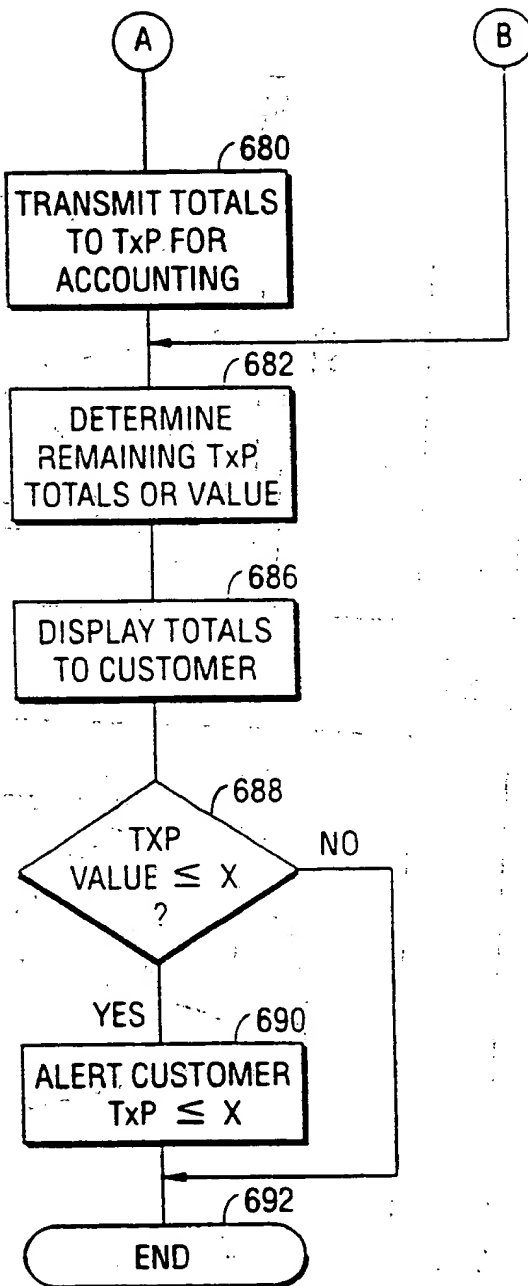 A
B
680
TRANSMIT TOTALS
TO TxP FOR
ACCOUNTING
682
DETERMINE
REMAINING TxP
TOTALS OR VALUE
686
DISPLAY TOTALS
TO CUSTOMER
688
TXP
VALUE ≤ X
?
NO
YES
690
ALERT CUSTOMER
TxP ≤ X
692
END